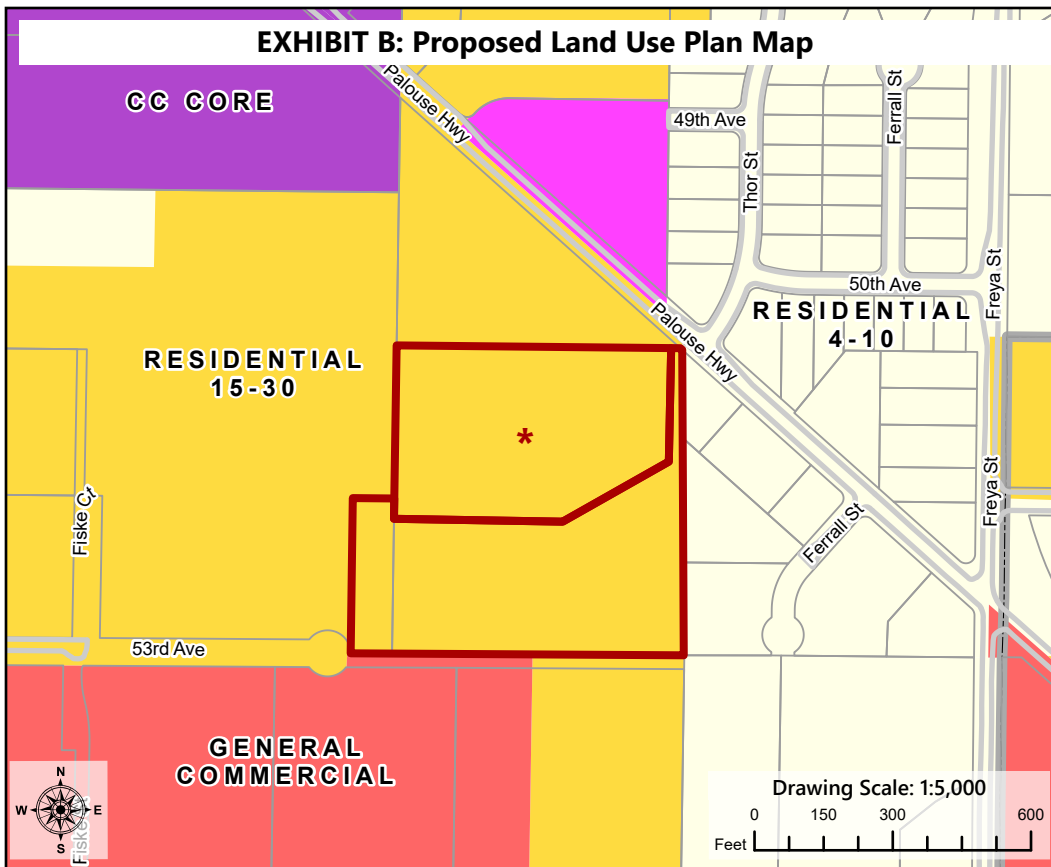 EXHIBIT B: Proposed Land Use Plan Map
CC CORE
Palouse Hwy
49th Ave
Ferrall St
Thor St
50th Ave
Freya St
RESIDENTIAL
4-10
Palouse Hwy
RESIDENTIAL
15-30
*
Fiske Ct
Freya St
Ferrall St
53rd Ave
GENERAL
COMMERCIAL
N
W
E
S
Drawing Scale: 1:5,000
0 150 300 600
Feet